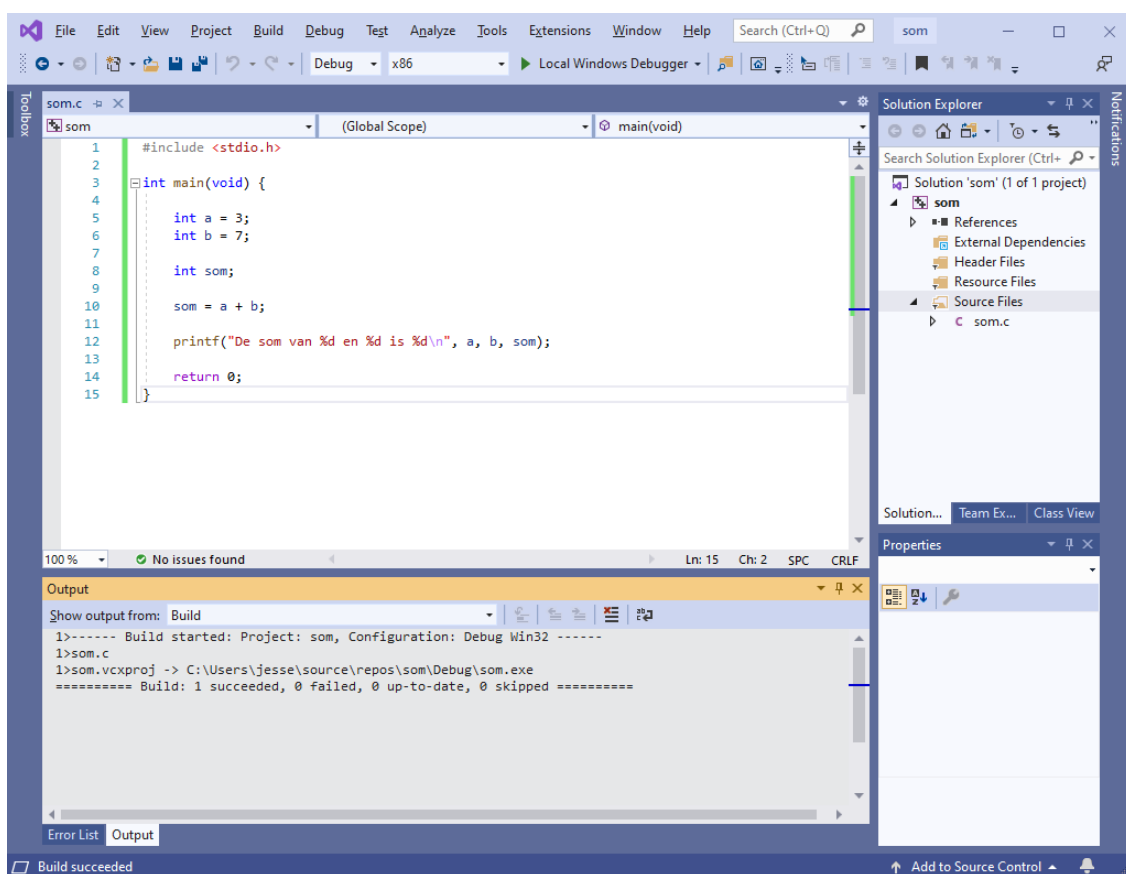 File Edit View Project Build Debug Test Analyze Tools Extensions Window Help Search (Ctrl+Q) som
Debug x86 Local Windows Debugger
Toolbox
som.c
som (Global Scope) main(void)
1 #include <stdio.h>
2
3 int main(void) {
4
5 int a = 3;
6 int b = 7;
7
8 int som;
9
10 som = a + b;
11
12 printf("De som van %d en %d is %d\n", a, b, som);
13
14 return 0;
15 }
100 % No issues found Ln: 15 Ch: 2 SPC CRLF
Output
Show output from: Build
1>------ Build started: Project: som, Configuration: Debug Win32 ------
1>som.c
1>som.vcxproj -> C:\Users\jesse\source\repos\som\Debug\som.exe
========== Build: 1 succeeded, 0 failed, 0 up-to-date, 0 skipped ==========
Error List Output
Solution Explorer
Search Solution Explorer (Ctrl+
Solution 'som' (1 of 1 project)
som
References
External Dependencies
Header Files
Resource Files
Source Files
C som.c
Solution... Team Ex... Class View
Properties
Notifications
Build succeeded Add to Source Control